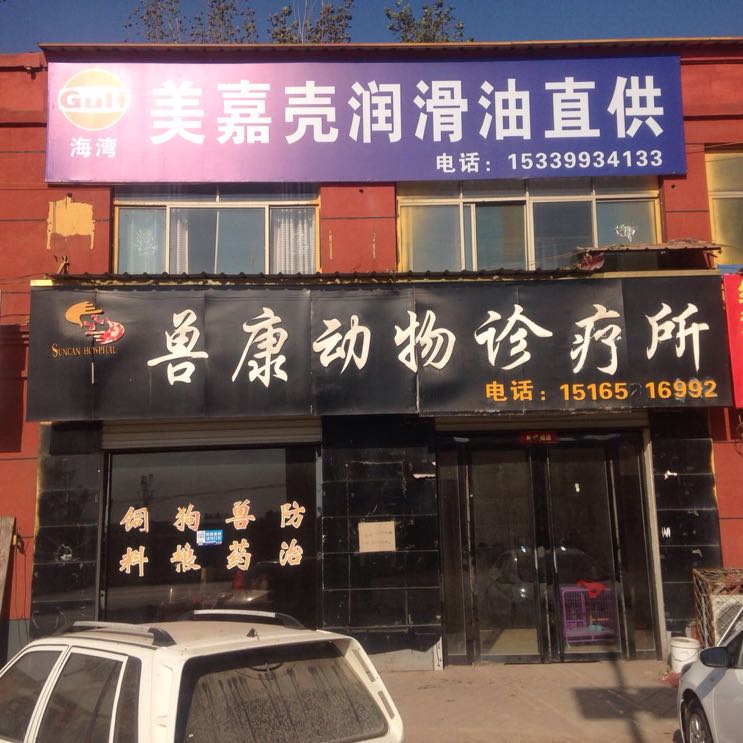 Gulf
海湾
美嘉壳润滑油直供
电话：15339934133
SUNCAN HOSPITAL
兽康动物诊疗所
电话：15165 16992
饲狗兽防
料粮药治